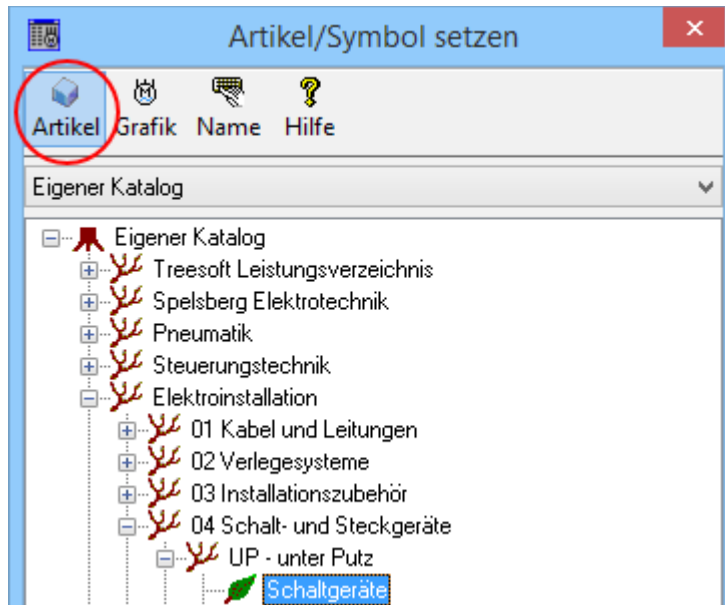 Artikel/Symbol setzen
Artikel Grafik Name Hilfe
Eigener Katalog
Eigener Katalog
Treesoft Leistungsverzeichnis
Spelsberg Elektrotechnik
Pneumatik
Steuerungstechnik
Elektroinstallation
01 Kabel und Leitungen
02 Verlegesysteme
03 Installationszubehör
04 Schalt- und Steckgeräte
UP - unter Putz
Schaltgeräte